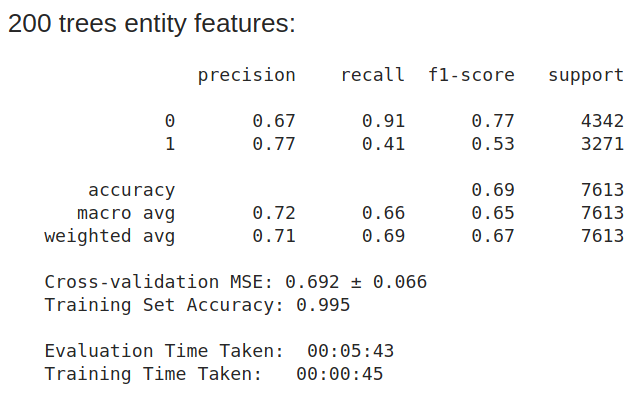 200 trees entity features:
precision recall f1-score support
0 0.67 0.91 0.77 4342
1 0.77 0.41 0.53 3271
accuracy 0.69 7613
macro avg 0.72 0.66 0.65 7613
weighted avg 0.71 0.69 0.67 7613
Cross-validation MSE: 0.692 ± 0.066
Training Set Accuracy: 0.995
Evaluation Time Taken: 00:05:43
Training Time Taken: 00:00:45